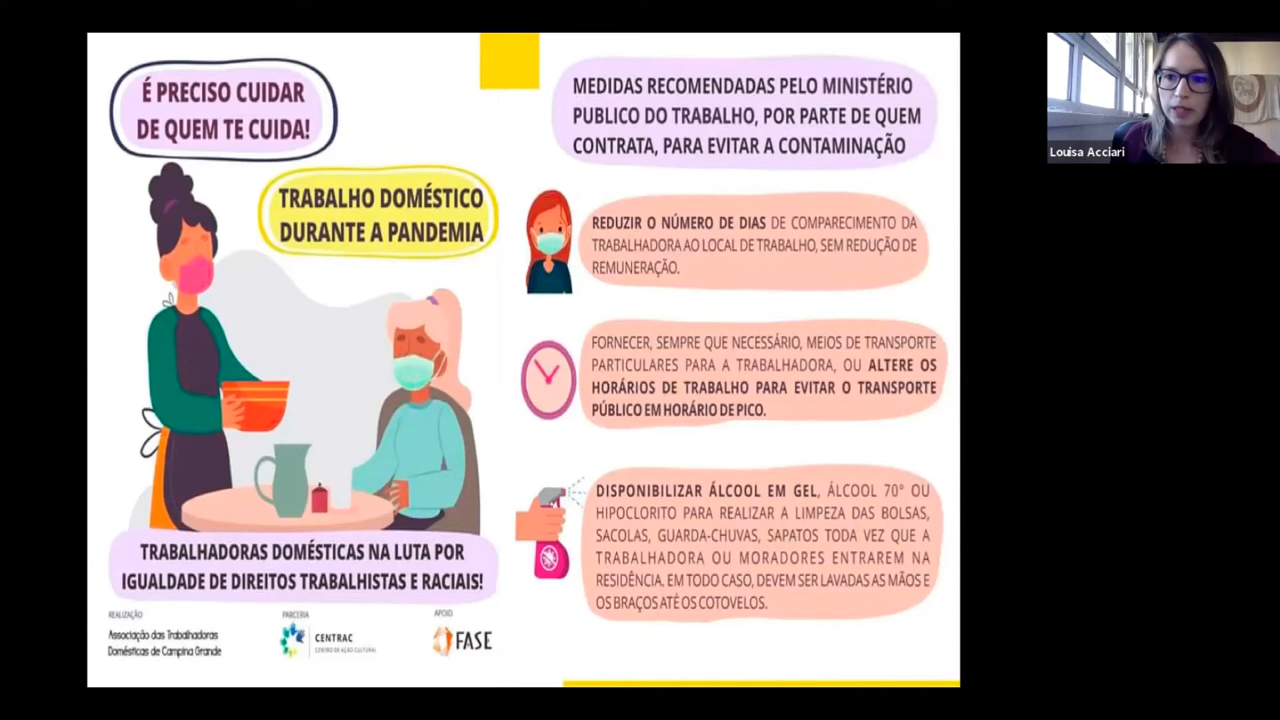 É PRECISO CUIDAR
DE QUEM TE CUIDA!
TRABALHO DOMÉSTICO
DURANTE A PANDEMIA
TRABALHADORAS DOMÉSTICAS NA LUTA POR
IGUALDADE DE DIREITOS TRABALHISTAS E RACIAIS!
REALIZAÇÃO
Associação das Trabalhadoras
Domésticas de Campina Grande
PARCERIA
CENTRAC
CENTRO DE AÇÃO CULTURAL
APOIO
FASE
MEDIDAS RECOMENDADAS PELO MINISTÉRIO
PUBLICO DO TRABALHO, POR PARTE DE QUEM
CONTRATA, PARA EVITAR A CONTAMINAÇÃO
REDUZIR O NÚMERO DE DIAS DE COMPARECIMENTO DA
TRABALHADORA AO LOCAL DE TRABALHO, SEM REDUÇÃO DE
REMUNERAÇÃO.
FORNECER, SEMPRE QUE NECESSÁRIO, MEIOS DE TRANSPORTE
PARTICULARES PARA A TRABALHADORA, OU ALTERE OS
HORÁRIOS DE TRABALHO PARA EVITAR O TRANSPORTE
PÚBLICO EM HORÁRIO DE PICO.
DISPONIBILIZAR ÁLCOOL EM GEL, ÁLCOOL 70° OU
HIPOCLORITO PARA REALIZAR A LIMPEZA DAS BOLSAS,
SACOLAS, GUARDA-CHUVAS, SAPATOS TODA VEZ QUE A
TRABALHADORA OU MORADORES ENTRAREM NA
RESIDÊNCIA. EM TODO CASO, DEVEM SER LAVADAS AS MÃOS E
OS BRAÇOS ATÉ OS COTOVELOS.
Louisa Acciari